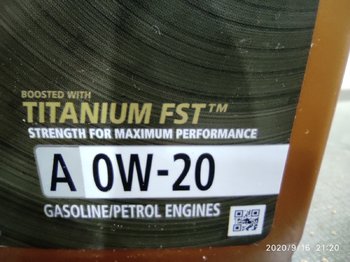 BOOSTED WITH
TITANIUM FST™
STRENGTH FOR MAXIMUM PERFORMANCE
A 0W-20
GASOLINE/PETROL ENGINES
2020/9/16 21:20